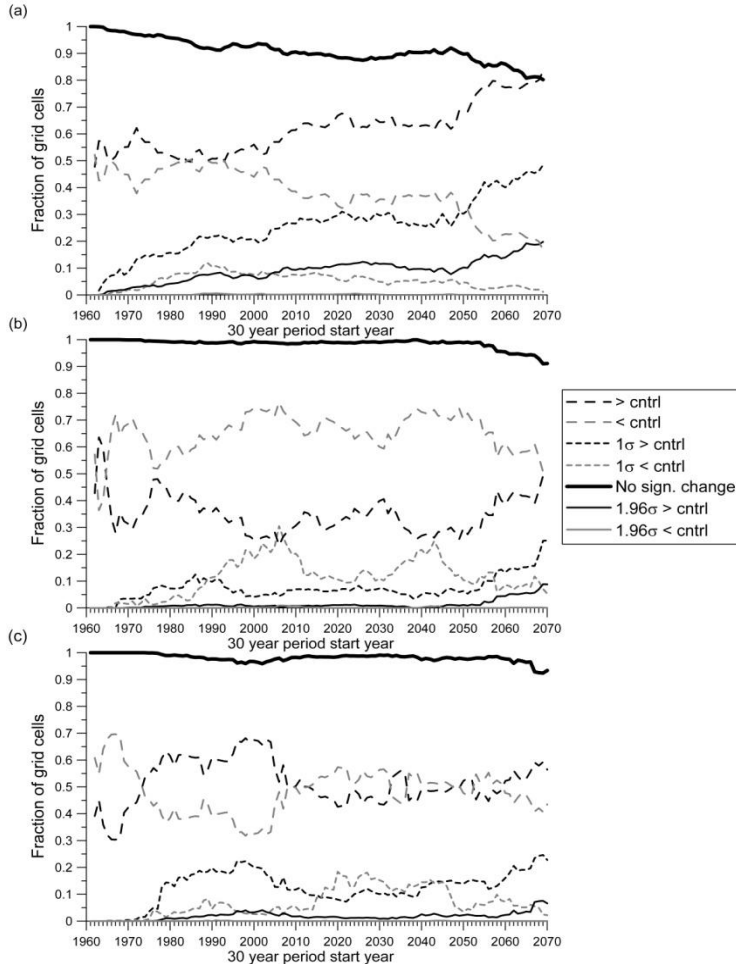 (a)
Fraction of grid cells
1
0.9
0.8
0.7
0.6
0.5
0.4
0.3
0.2
0.1
0
1960 1970 1980 1990 2000 2010 2020 2030 2040 2050 2060 2070
30 year period start year
(b)
Fraction of grid cells
1
0.9
0.8
0.7
0.6
0.5
0.4
0.3
0.2
0.1
0
1960 1970 1980 1990 2000 2010 2020 2030 2040 2050 2060 2070
30 year period start year
> cntrl
< cntrl
1σ > cntrl
1σ < cntrl
No sign. change
1.96σ > cntrl
1.96σ < cntrl
(c)
Fraction of grid cells
1
0.9
0.8
0.7
0.6
0.5
0.4
0.3
0.2
0.1
0
1960 1970 1980 1990 2000 2010 2020 2030 2040 2050 2060 2070
30 year period start year